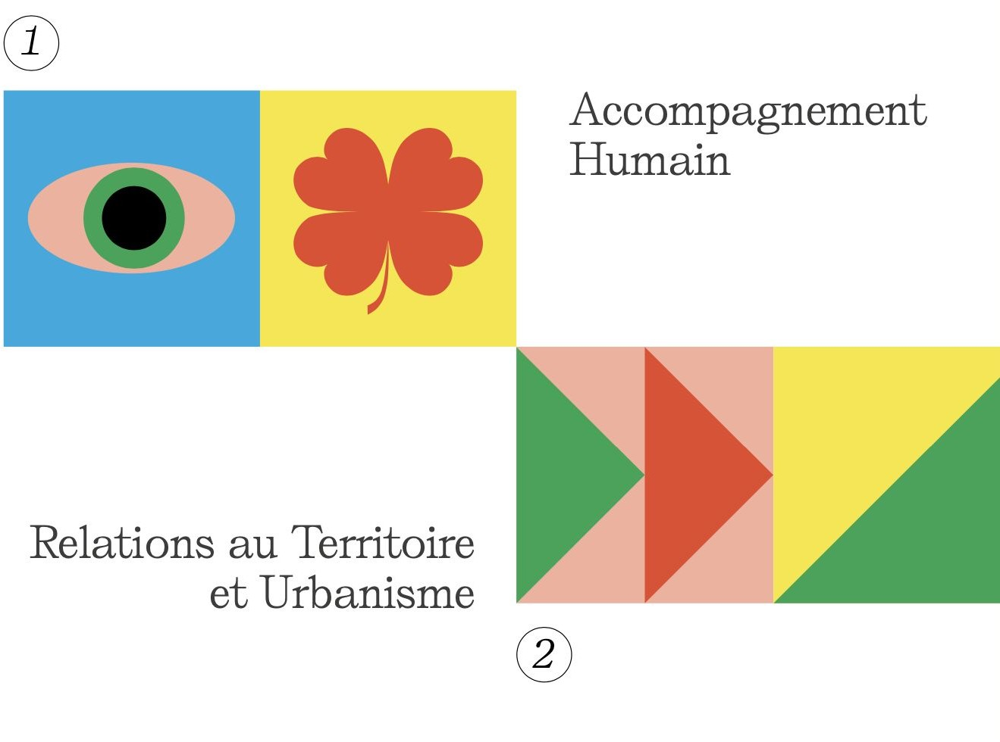 1
Accompagnement
Humain
Relations au Territoire
et Urbanisme
2